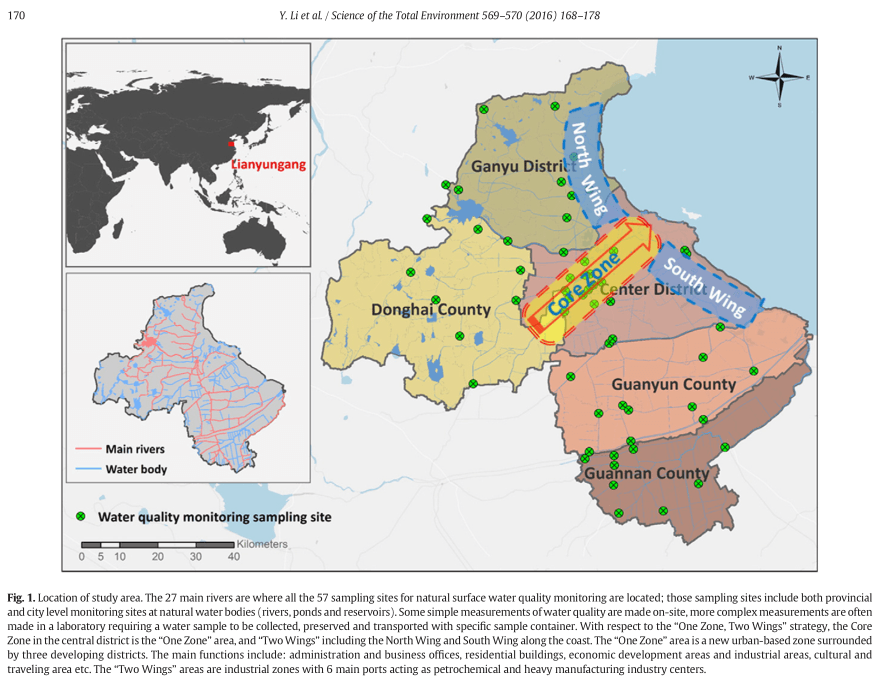 170
Y. Li et al. / Science of the Total Environment 569–570 (2016) 168–178
N
W
E
S
Lianyungang
North Wing
Ganyu District
South Wing
Core Zone
Center District
Donghai County
Guanyun County
Guannan County
Main rivers
Water body
Water quality monitoring sampling site
Kilometers
0 5 10 20 30 40
Fig. 1. Location of study area. The 27 main rivers are where all the 57 sampling sites for natural surface water quality monitoring are located; those sampling sites include both provincial
and city level monitoring sites at natural water bodies (rivers, ponds and reservoirs). Some simple measurements of water quality are made on-site, more complex measurements are often
made in a laboratory requiring a water sample to be collected, preserved and transported with specific sample container. With respect to the “One Zone, Two Wings” strategy, the Core
Zone in the central district is the “One Zone” area, and “Two Wings” including the North Wing and South Wing along the coast. The “One Zone” area is a new urban-based zone surrounded
by three developing districts. The main functions include: administration and business offices, residential buildings, economic development areas and industrial areas, cultural and
traveling area etc. The “Two Wings” areas are industrial zones with 6 main ports acting as petrochemical and heavy manufacturing industry centers.